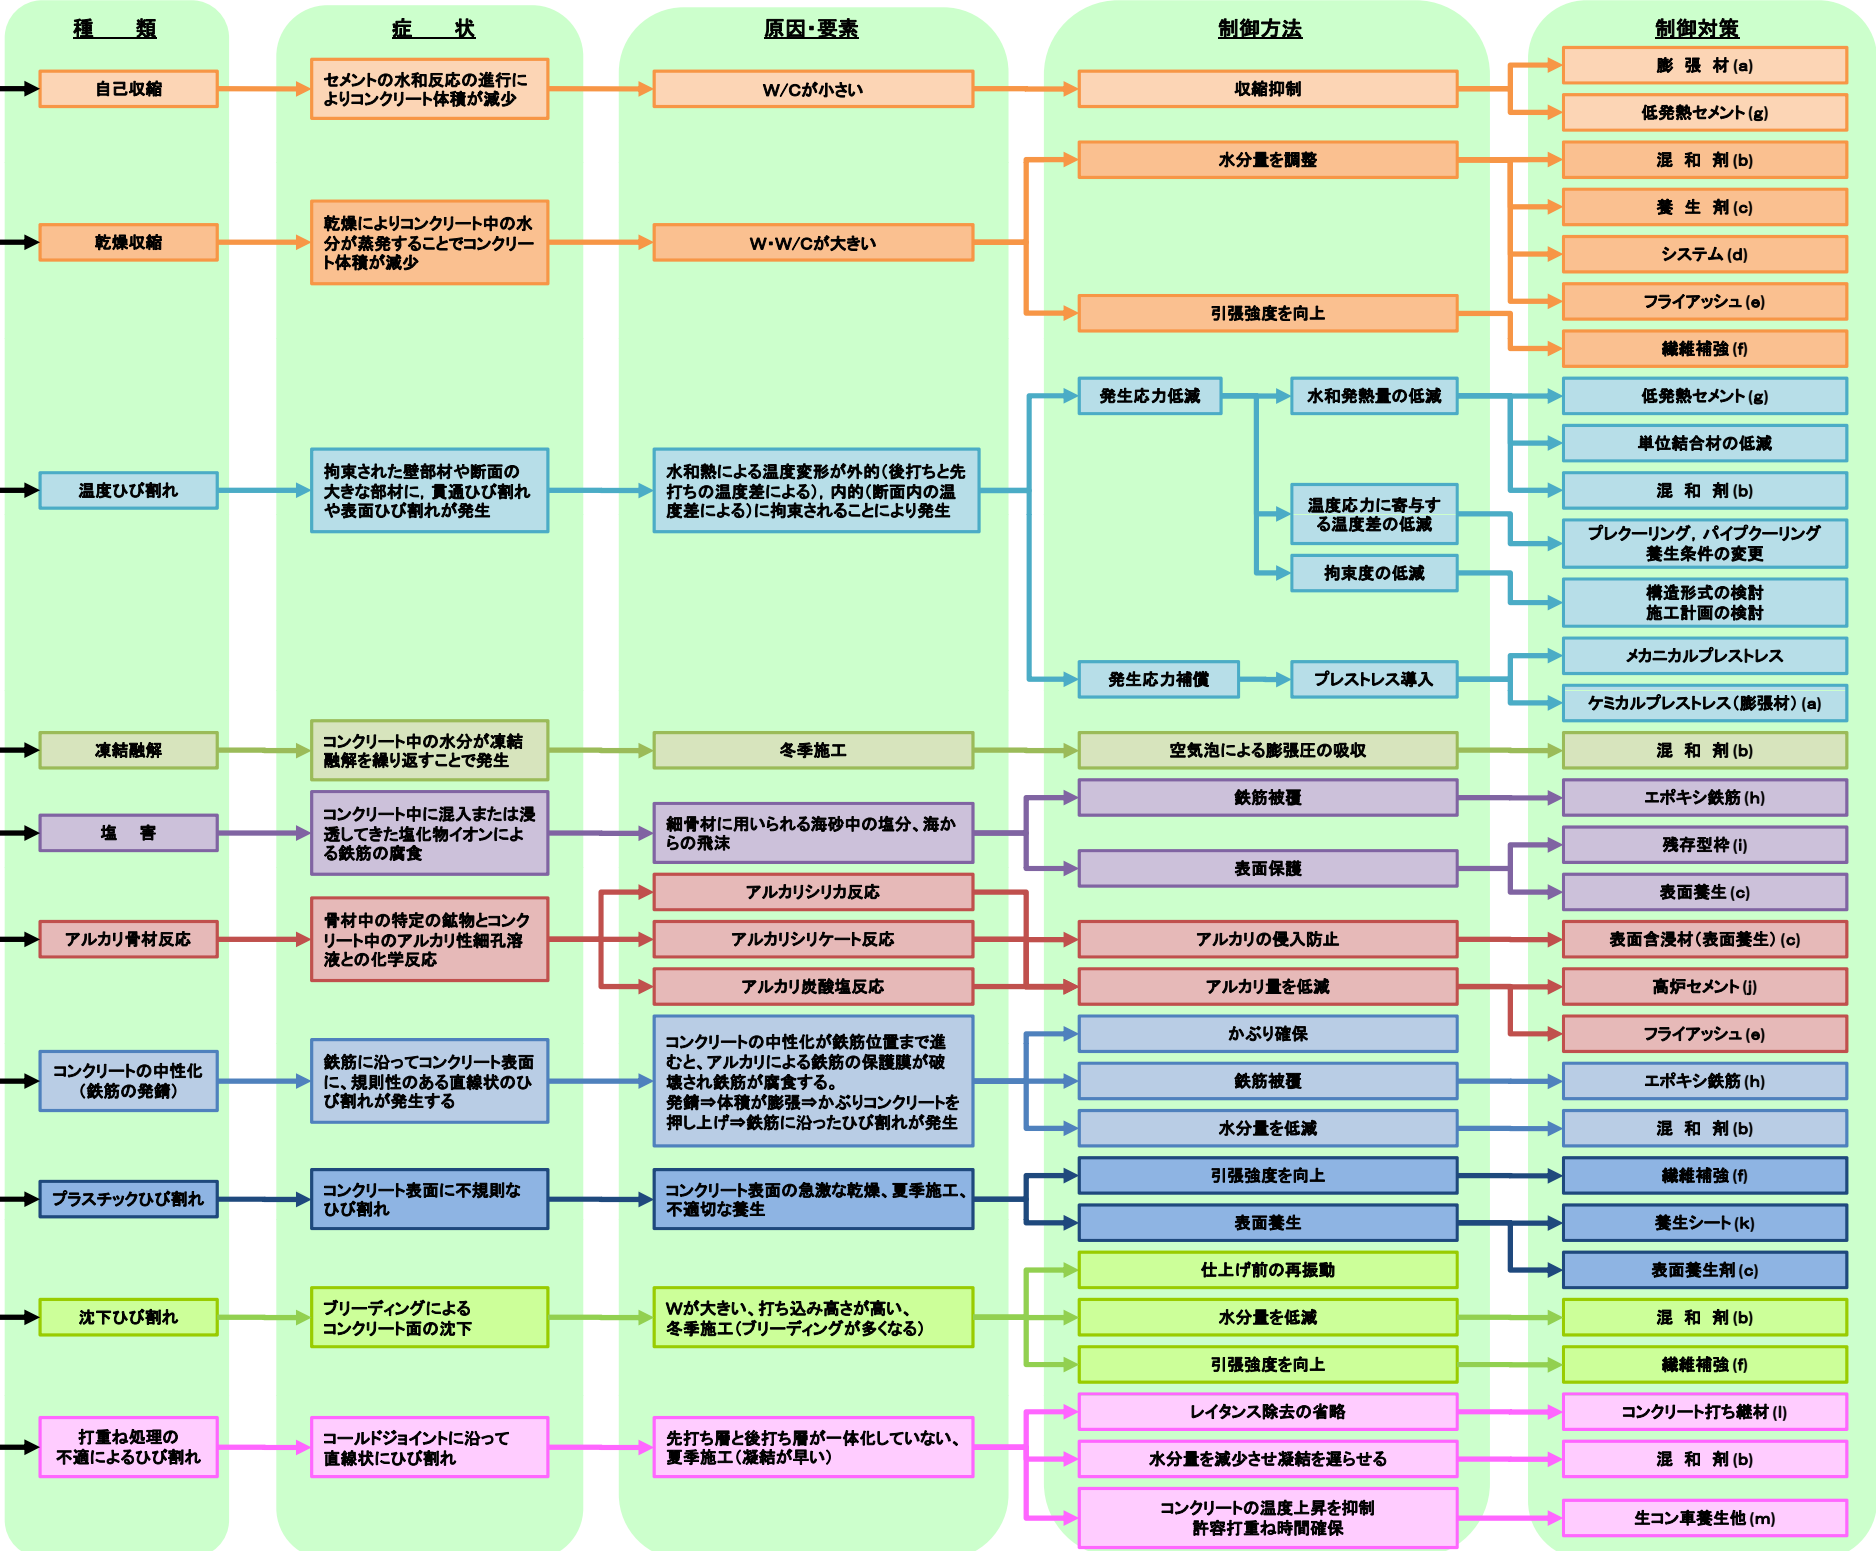 種　　類
症　　状
原因・要素
制御方法
制御対策
自己収縮
セメントの水和反応の進行に
よりコンクリート体積が減少
W/Cが小さい
収縮抑制
膨　張　材 (a)
低発熱セメント (g)
乾燥収縮
乾燥によりコンクリート中の水
分が蒸発することでコンクリー
ト体積が減少
W・W/Cが大きい
水分量を調整
混　和　剤 (b)
養　生　剤 (c)
システム (d)
フライアッシュ (e)
引張強度を向上
繊維補強 (f)
温度ひび割れ
拘束された壁部材や断面の
大きな部材に，貫通ひび割れ
や表面ひび割れが発生
水和熱による温度変形が外的（後打ちと先
打ちの温度差による），内的（断面内の温
度差による）に拘束されることにより発生
発生応力低減
水和発熱量の低減
低発熱セメント (g)
単位結合材の低減
混　和　剤 (b)
温度応力に寄与す
る温度差の低減
プレクーリング，パイプクーリング
養生条件の変更
拘束度の低減
構造形式の検討
施工計画の検討
発生応力補償
プレストレス導入
メカニカルプレストレス
ケミカルプレストレス（膨張材） (a)
凍結融解
コンクリート中の水分が凍結
融解を繰り返すことで発生
冬季施工
空気泡による膨張圧の吸収
混　和　剤 (b)
塩　　害
コンクリート中に混入または浸
透してきた塩化物イオンによ
る鉄筋の腐食
細骨材に用いられる海砂中の塩分、海か
らの飛沫
鉄筋被覆
エポキシ鉄筋 (h)
表面保護
残存型枠 (i)
表面養生 (c)
アルカリ骨材反応
骨材中の特定の鉱物とコンク
リート中のアルカリ性細孔溶
液との化学反応
アルカリシリカ反応
アルカリシリケート反応
アルカリ炭酸塩反応
アルカリの侵入防止
表面含浸材（表面養生） (c)
アルカリ量を低減
高炉セメント (j)
フライアッシュ (e)
コンクリートの中性化
（鉄筋の発錆）
鉄筋に沿ってコンクリート表面
に、規則性のある直線状のひ
び割れが発生する
コンクリートの中性化が鉄筋位置まで進
むと、アルカリによる鉄筋の保護膜が破
壊され鉄筋が腐食する。
発錆⇒体積が膨張⇒かぶりコンクリートを
押し上げ⇒鉄筋に沿ったひび割れが発生
かぶり確保
鉄筋被覆
エポキシ鉄筋 (h)
水分量を低減
混　和　剤 (b)
プラスチックひび割れ
コンクリート表面に不規則な
ひび割れ
コンクリート表面の急激な乾燥、夏季施工、
不適切な養生
引張強度を向上
繊維補強 (f)
表面養生
養生シート (k)
表面養生剤 (c)
沈下ひび割れ
ブリーディングによる
コンクリート面の沈下
Wが大きい、打ち込み高さが高い、
冬季施工（ブリーディングが多くなる）
仕上げ前の再振動
水分量を低減
混　和　剤 (b)
引張強度を向上
繊維補強 (f)
打重ね処理の
不適によるひび割れ
コールドジョイントに沿って
直線状にひび割れ
先打ち層と後打ち層が一体化していない、
夏季施工（凝結が早い）
レイタンス除去の省略
コンクリート打ち継材 (l)
水分量を減少させ凝結を遅らせる
混　和　剤 (b)
コンクリートの温度上昇を抑制
許容打重ね時間確保
生コン車養生他 (m)